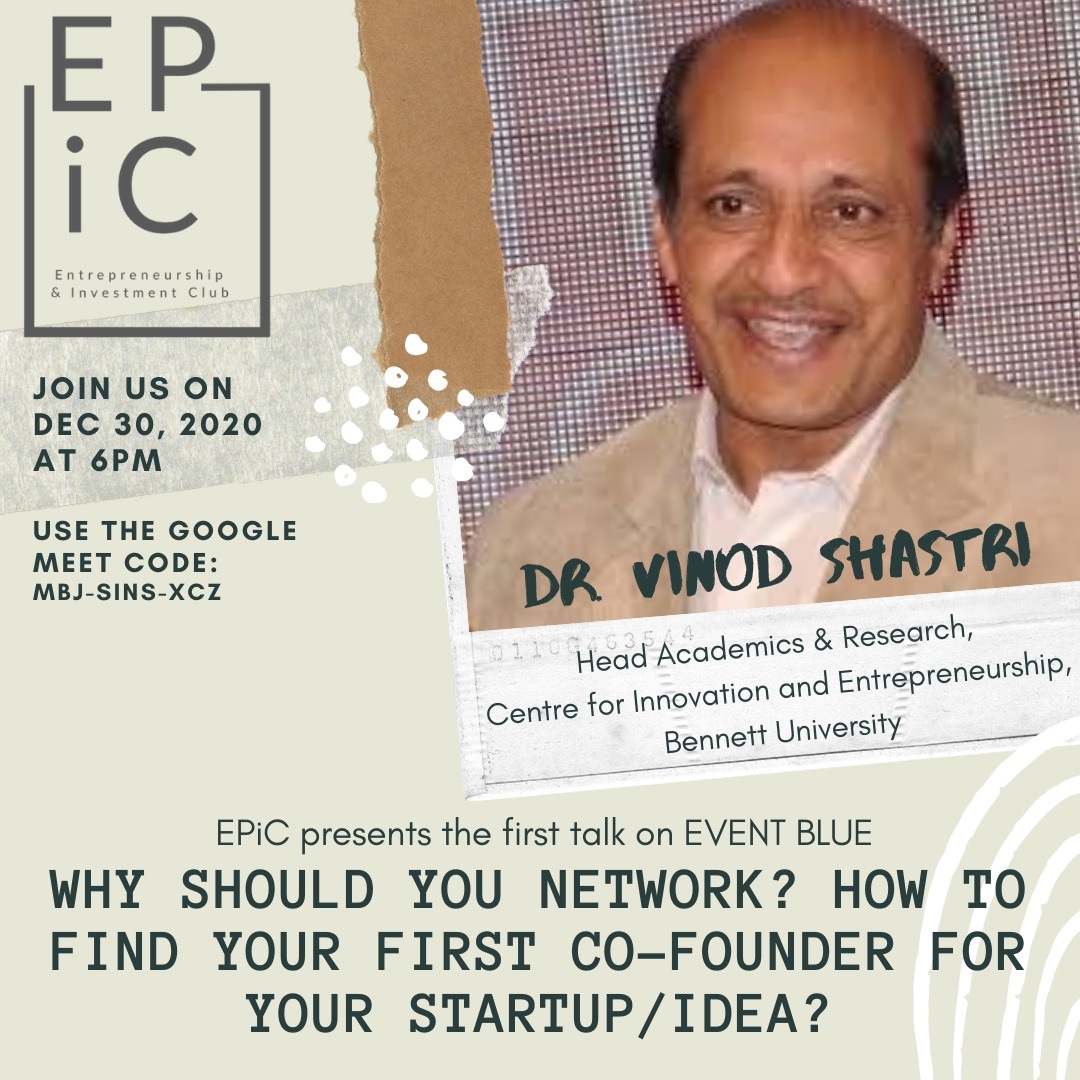 EP
iC
Entrepreneurship
& Investment Club
JOIN US ON
DEC 30, 2020
AT 6PM
USE THE GOOGLE
MEET CODE:
MBJ-SINS-XCZ
DR. VINOD SHASTRI
Head Academics & Research,
Centre for Innovation and Entrepreneurship,
Bennett University
EPiC presents the first talk on EVENT BLUE
WHY SHOULD YOU NETWORK? HOW TO
FIND YOUR FIRST CO-FOUNDER FOR
YOUR STARTUP/IDEA?